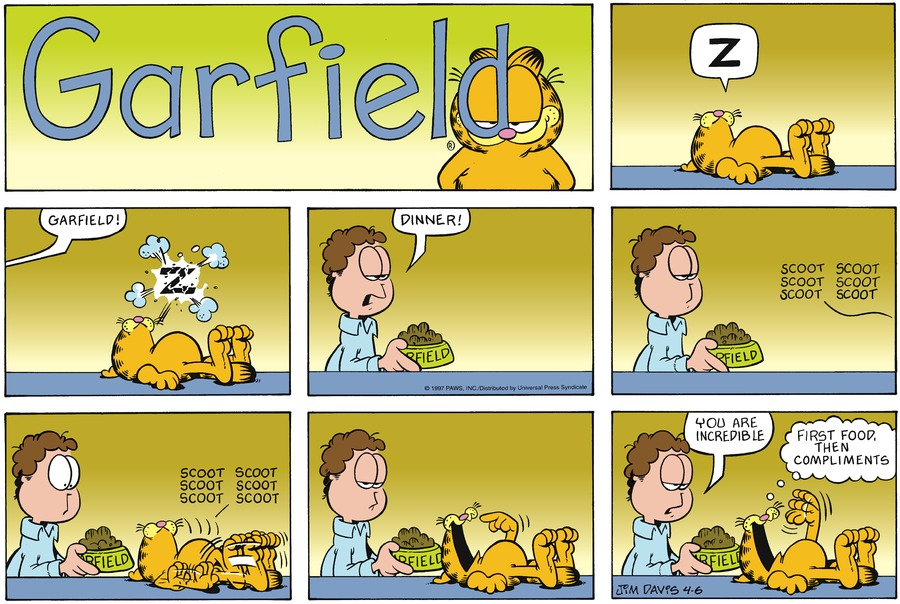 Garfield
®
Z
GARFIELD!
Z
DINNER!
RFIELD
© 1997 PAWS, INC./Distributed by Universal Press Syndicate
SCOOT SCOOT
SCOOT SCOOT
SCOOT SCOOT
RFIELD
SCOOT SCOOT
SCOOT SCOOT
SCOOT SCOOT
FIELD
RFIELD
YOU ARE
INCREDIBLE
FIRST FOOD,
THEN
COMPLIMENTS
RFIELD
JIM DAVIS 4-6